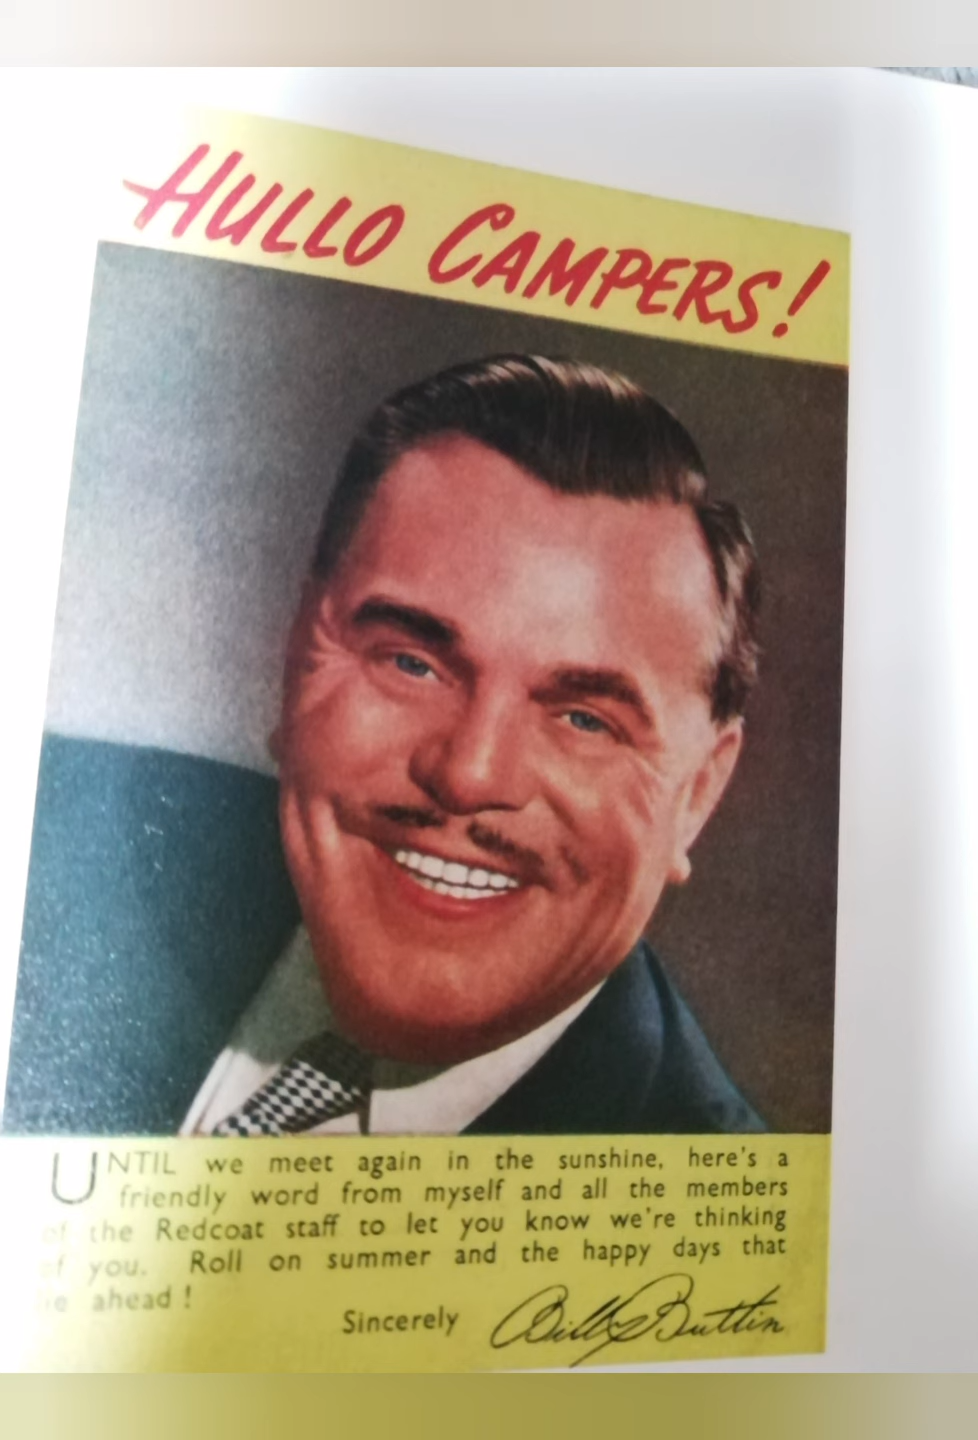 HULLO CAMPERS!
UNTIL we meet again in the sunshine, here's a
friendly word from myself and all the members
of the Redcoat staff to let you know we're thinking
of you. Roll on summer and the happy days that
ahead!
Sincerely Billy Butlin